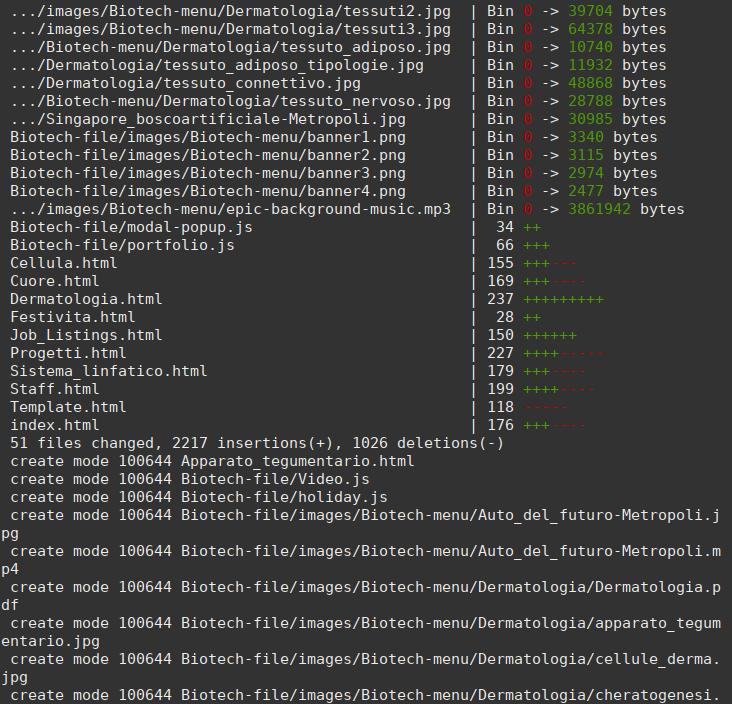 .../images/Biotech-menu/Dermatologia/tessuti2.jpg | Bin 0 -> 39704 bytes
.../images/Biotech-menu/Dermatologia/tessuti3.jpg | Bin 0 -> 64378 bytes
.../Biotech-menu/Dermatologia/tessuto_adiposo.jpg | Bin 0 -> 10740 bytes
.../Dermatologia/tessuto_adiposo_tipologie.jpg | Bin 0 -> 11932 bytes
.../Dermatologia/tessuto_connettivo.jpg | Bin 0 -> 48868 bytes
.../Biotech-menu/Dermatologia/tessuto_nervoso.jpg | Bin 0 -> 28788 bytes
.../Singapore_boscoartificiale-Metropoli.jpg | Bin 0 -> 30985 bytes
Biotech-file/images/Biotech-menu/banner1.png | Bin 0 -> 3340 bytes
Biotech-file/images/Biotech-menu/banner2.png | Bin 0 -> 3115 bytes
Biotech-file/images/Biotech-menu/banner3.png | Bin 0 -> 2974 bytes
Biotech-file/images/Biotech-menu/banner4.png | Bin 0 -> 2477 bytes
.../images/Biotech-menu/epic-background-music.mp3 | Bin 0 -> 3861942 bytes
Biotech-file/modal-popup.js | 34 ++
Biotech-file/portfolio.js | 66 +++
Cellula.html | 155 +++---
Cuore.html | 169 +++----
Dermatologia.html | 237 +++++++++
Festivita.html | 28 ++
Job_Listings.html | 150 ++++++
Progetti.html | 227 ++++-----
Sistema_linfatico.html | 179 +++----
Staff.html | 199 ++++----
Template.html | 118 -----
index.html | 176 +++----
51 files changed, 2217 insertions(+), 1026 deletions(-)
create mode 100644 Apparato_tegumentario.html
create mode 100644 Biotech-file/Video.js
create mode 100644 Biotech-file/holiday.js
create mode 100644 Biotech-file/images/Biotech-menu/Auto_del_futuro-Metropoli.j
pg
create mode 100644 Biotech-file/images/Biotech-menu/Auto_del_futuro-Metropoli.m
p4
create mode 100644 Biotech-file/images/Biotech-menu/Dermatologia/Dermatologia.p
df
create mode 100644 Biotech-file/images/Biotech-menu/Dermatologia/apparato_tegum
entario.jpg
create mode 100644 Biotech-file/images/Biotech-menu/Dermatologia/cellule_derma.
jpg
create mode 100644 Biotech-file/images/Biotech-menu/Dermatologia/cheratogenesi.